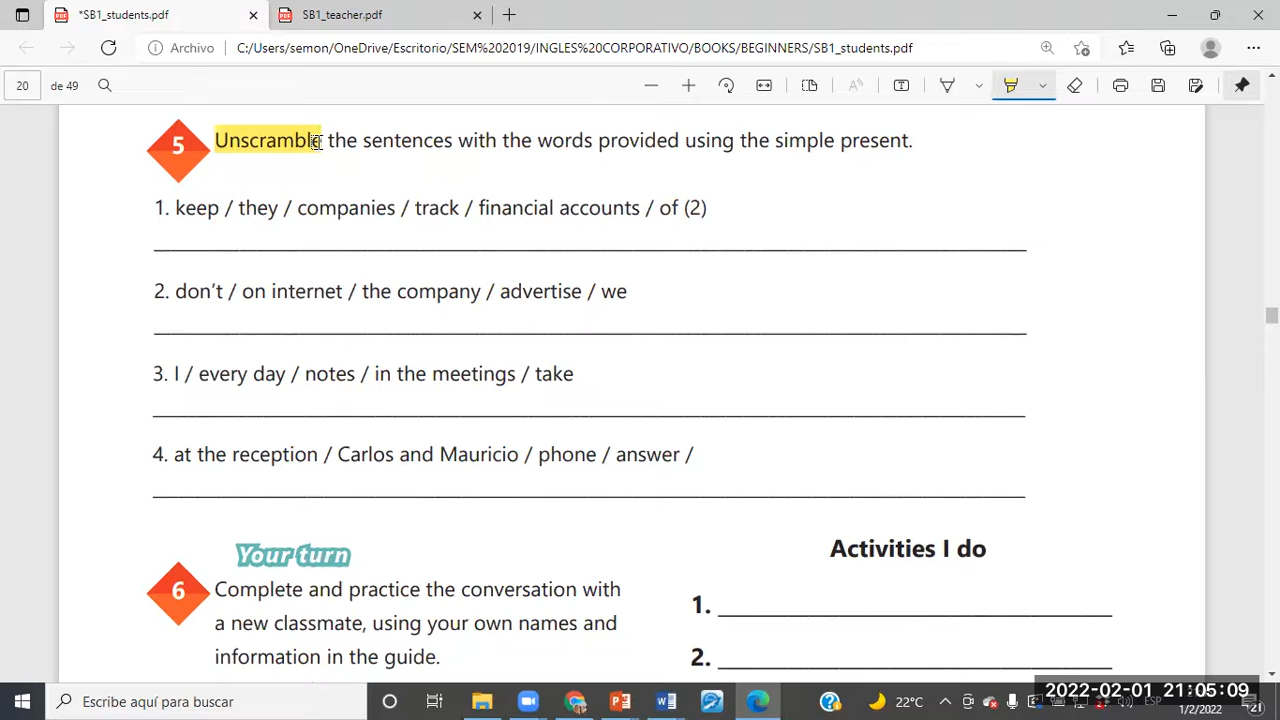 *SB1_students.pdf
SB1_teacher.pdf
Archivo
C:/Users/semon/OneDrive/Escritorio/SEM%202019/INGLES%20CORPORATIVO/BOOKS/BEGINNERS/SB1_students.pdf
20 de 49
5 Unscramble the sentences with the words provided using the simple present.
1. keep / they / companies / track / financial accounts / of (2)
2. don't / on internet / the company / advertise / we
3. I / every day / notes / in the meetings / take
4. at the reception / Carlos and Mauricio / phone / answer /
Your turn
6 Complete and practice the conversation with
a new classmate, using your own names and
information in the guide.
Activities I do
1.
2.
Escribe aquí para buscar
22°C
ESP
2022-02-01 21:05:09
1/2/2022
21